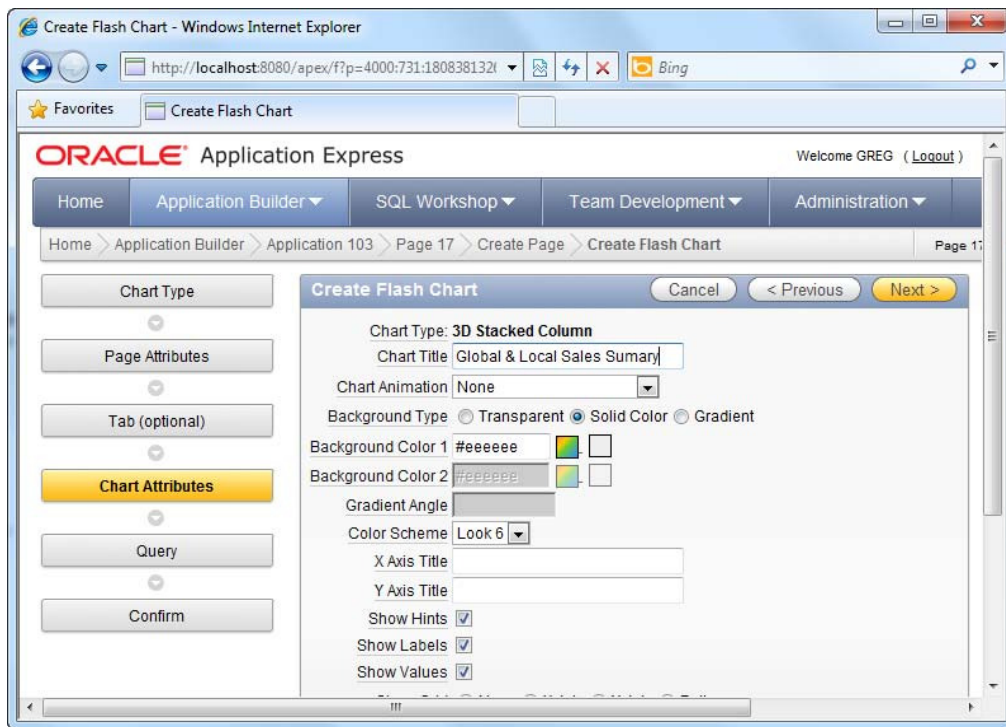 Create Flash Chart - Windows Internet Explorer
http://localhost:8080/apex/f?p=4000:731:180838132
Bing
Favorites
Create Flash Chart
ORACLE Application Express
Welcome GREG ( Logout )
Home Application Builder SQL Workshop Team Development Administration
Home Application Builder Application 103 Page 17 Create Page Create Flash Chart Page 17
Chart Type
Page Attributes
Tab (optional)
Chart Attributes
Query
Confirm
Create Flash Chart Cancel < Previous Next >
Chart Type: 3D Stacked Column
Chart Title Global & Local Sales Sumary
Chart Animation None
Background Type Transparent Solid Color Gradient
Background Color 1 #eeeeee
Background Color 2 #eeeeee
Gradient Angle
Color Scheme Look 6
X Axis Title
Y Axis Title
Show Hints
Show Labels
Show Values